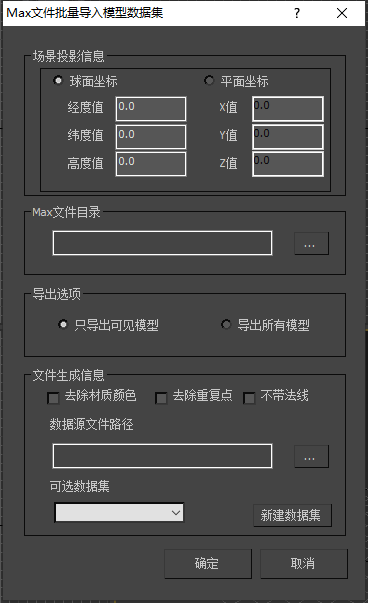 Max文件批量导入模型数据集
场景投影信息
球面坐标 平面坐标
经度值 0.0 X值 0.0
纬度值 0.0 Y值 0.0
高度值 0.0 Z值 0.0
Max文件目录
...
导出选项
只导出可见模型 导出所有模型
文件生成信息
去除材质颜色 去除重复点 不带法线
数据源文件路径
...
可选数据集
新建数据集
确定 取消